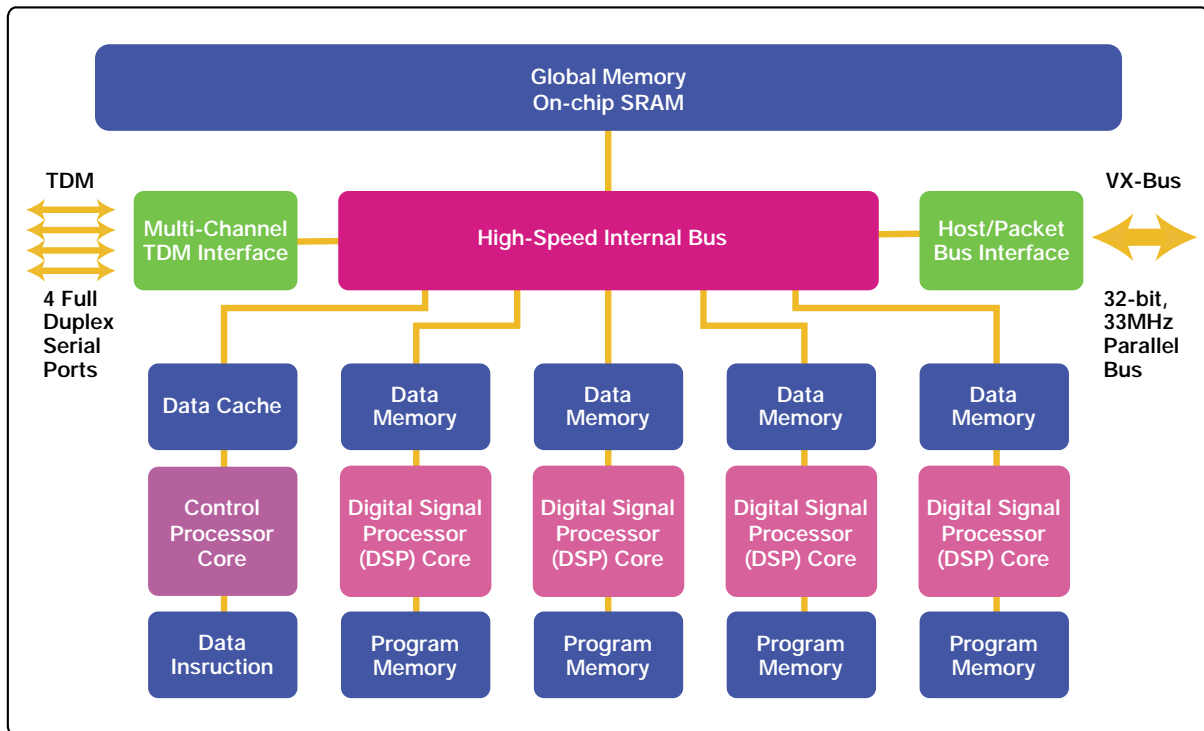 Global Memory
On-chip SRAM
TDM
VX-Bus
Multi-Channel
TDM Interface
High-Speed Internal Bus
Host/Packet
Bus Interface
4 Full
Duplex
Serial
Ports
32-bit,
33MHz
Parallel
Bus
Data Cache
Data
Memory
Data
Memory
Data
Memory
Data
Memory
Control
Processor
Core
Digital Signal
Processor
(DSP) Core
Digital Signal
Processor
(DSP) Core
Digital Signal
Processor
(DSP) Core
Digital Signal
Processor
(DSP) Core
Data
Insruction
Program
Memory
Program
Memory
Program
Memory
Program
Memory